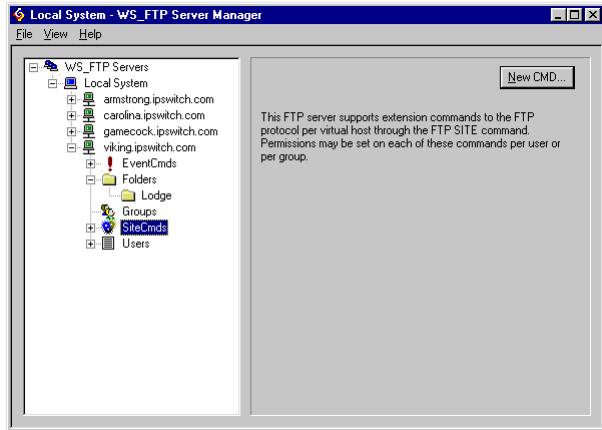 Local System - WS_FTP Server Manager
File View Help
WS_FTP Servers
Local System
armstrong.ipswitch.com
carolina.ipswitch.com
gamecock.ipswitch.com
viking.ipswitch.com
EventCmds
Folders
Lodge
Groups
SiteCmds
Users
New CMD...
This FTP server supports extension commands to the FTP
protocol per virtual host through the FTP SITE command.
Permissions may be set on each of these commands per user or
per group.